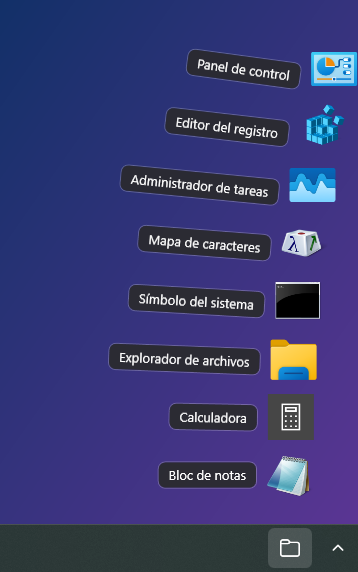 Panel de control
Editor del registro
Administrador de tareas
Mapa de caracteres
Símbolo del sistema
Explorador de archivos
Calculadora
Bloc de notas